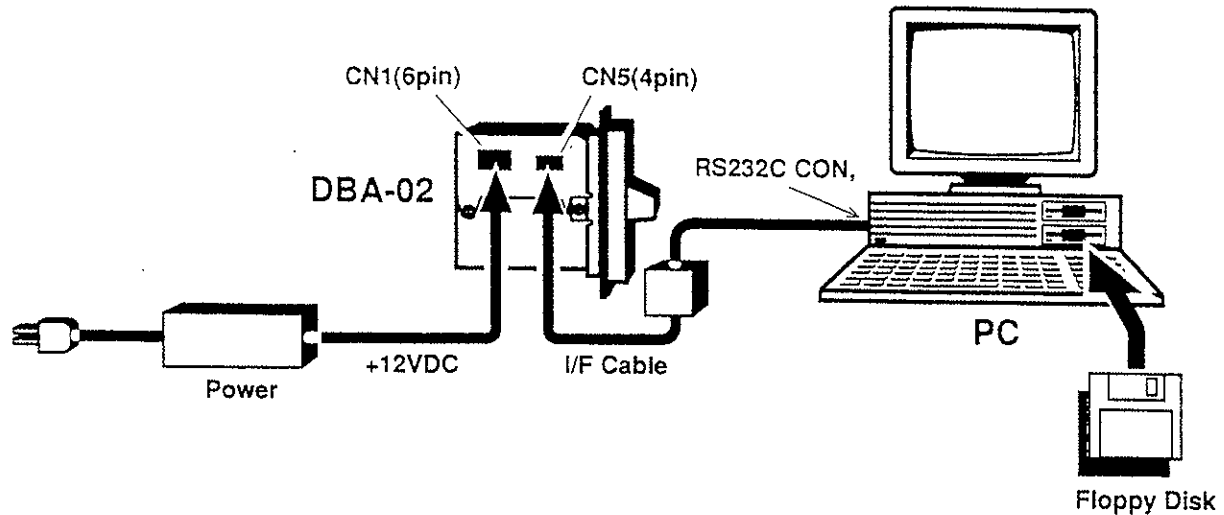 CN1(6pin)
CN5(4pin)
DBA-02
RS232C CON,
PC
+12VDC
I/F Cable
Power
Floppy Disk